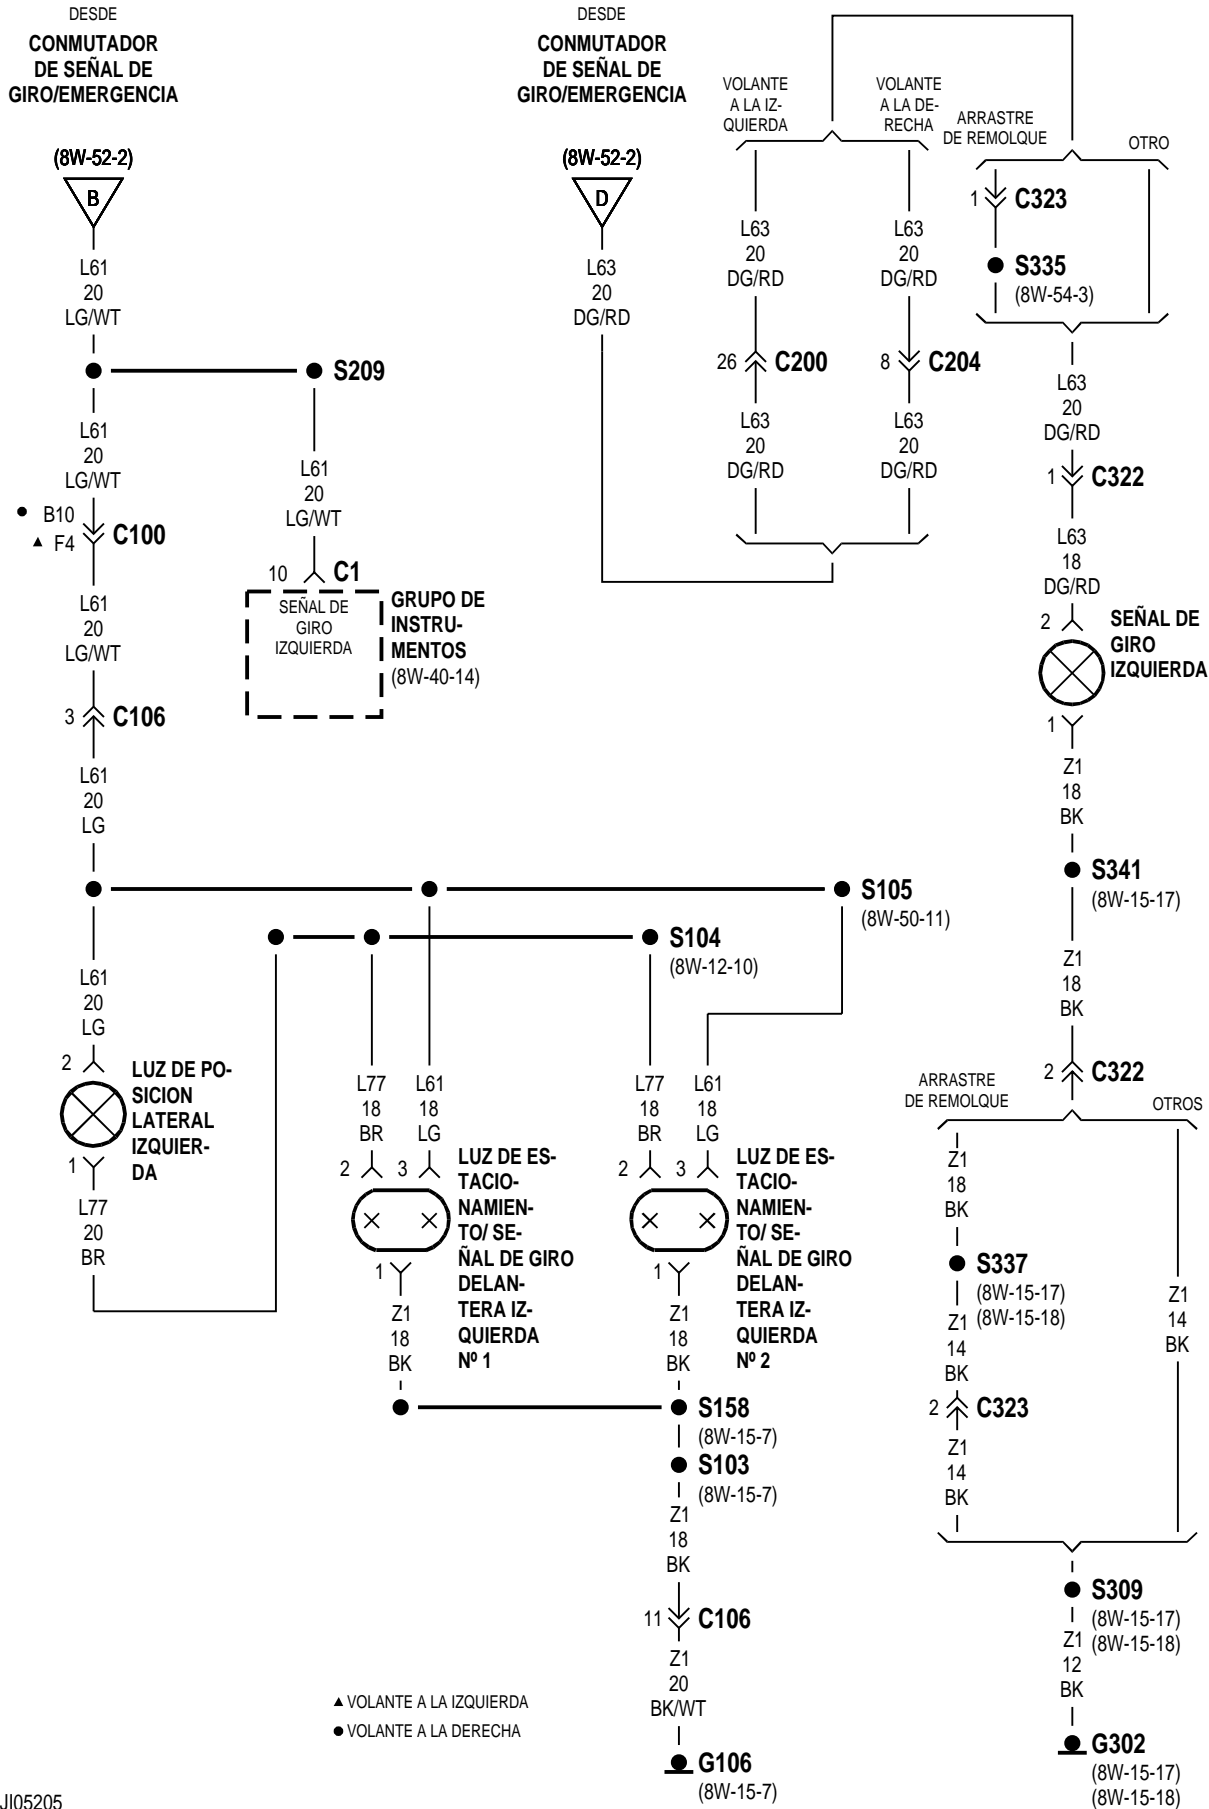 DESDE
CONMUTADOR
DE SEÑAL DE
GIRO/EMERGENCIA
(8W-52-2)
B
L61
20
LG/WT
S209
L61
20
LG/WT
B10
F4
C100
L61
20
LG/WT
10
C1
SEÑAL DE
GIRO
IZQUIERDA
GRUPO DE
INSTRU-
MENTOS
(8W-40-14)
L61
20
LG/WT
3
C106
L61
20
LG
S105
(8W-50-11)
S104
(8W-12-10)
L61
20
LG
2
LUZ DE PO-
SICION
LATERAL
IZQUIER-
DA
1
L77
20
BR
L77
18
BR
L61
18
LG
2
3
LUZ DE ES-
TACIO-
NAMIEN-
TO/ SE-
ÑAL DE GIRO
DELAN-
TERA IZ-
QUIERDA
Nº 1
1
Z1
18
BK
L77
18
BR
L61
18
LG
2
3
LUZ DE ES-
TACIO-
NAMIEN-
TO/ SE-
ÑAL DE GIRO
DELAN-
TERA IZ-
QUIERDA
Nº 2
1
Z1
18
BK
S158
(8W-15-7)
S103
(8W-15-7)
Z1
18
BK
11
C106
Z1
20
BK/WT
G106
(8W-15-7)
DESDE
CONMUTADOR
DE SEÑAL DE
GIRO/EMERGENCIA
(8W-52-2)
D
L63
20
DG/RD
VOLANTE
A LA IZ-
QUIERDA
L63
20
DG/RD
26
C200
L63
20
DG/RD
VOLANTE
A LA DE-
RECHA
L63
20
DG/RD
8
C204
L63
20
DG/RD
ARRASTRE
DE REMOLQUE
OTRO
1
C323
S335
(8W-54-3)
L63
20
DG/RD
1
C322
L63
18
DG/RD
2
SEÑAL DE
GIRO
IZQUIERDA
1
Z1
18
BK
S341
(8W-15-17)
Z1
18
BK
2
C322
ARRASTRE
DE REMOLQUE
OTROS
Z1
18
BK
S337
(8W-15-17)
(8W-15-18)
Z1
14
BK
2
C323
Z1
14
BK
Z1
14
BK
S309
(8W-15-17)
(8W-15-18)
Z1
12
BK
G302
(8W-15-17)
(8W-15-18)
▲ VOLANTE A LA IZQUIERDA
● VOLANTE A LA DERECHA
JI05205